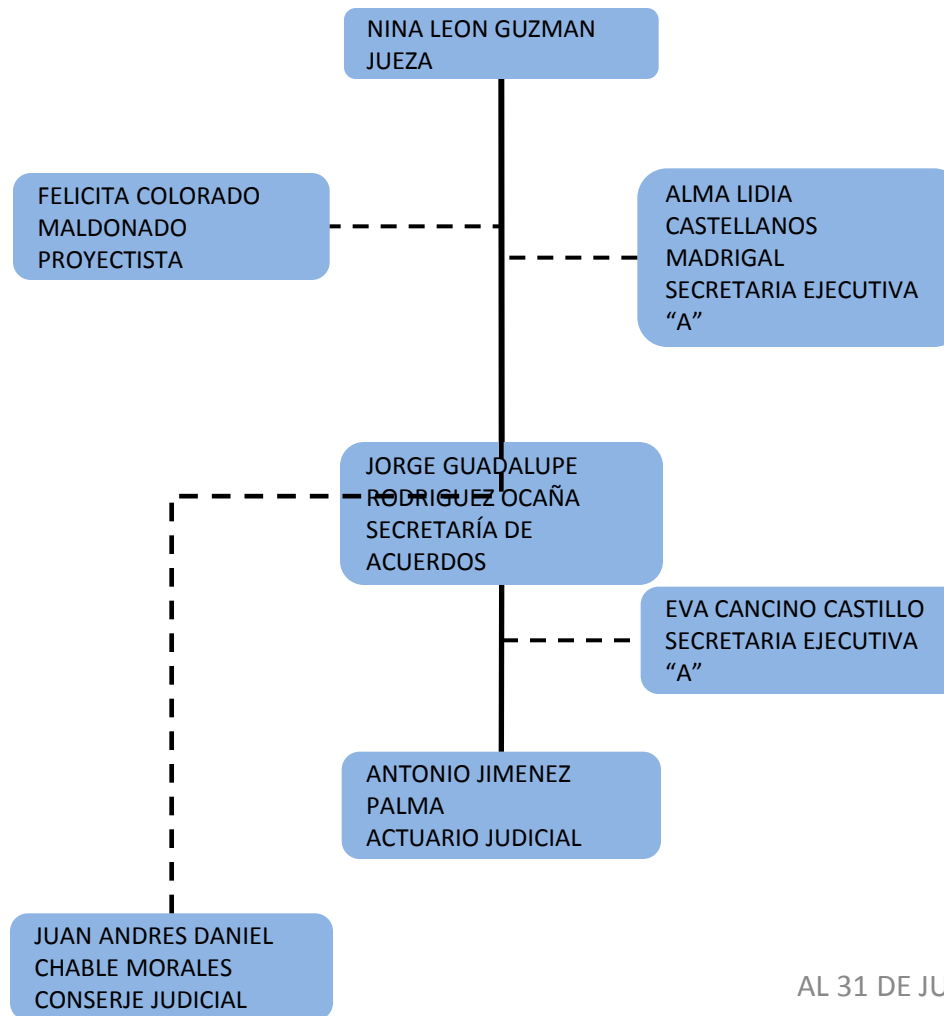 NINA LEON GUZMAN
JUEZA
FELICITA COLORADO
MALDONADO
PROYECTISTA
ALMA LIDIA
CASTELLANOS
MADRIGAL
SECRETARIA EJECUTIVA
“A”
JORGE GUADALUPE
RODRIGUEZ OCAÑA
SECRETARÍA DE
ACUERDOS
EVA CANCINO CASTILLO
SECRETARIA EJECUTIVA
“A”
ANTONIO JIMENEZ
PALMA
ACTUARIO JUDICIAL
JUAN ANDRES DANIEL
CHABLE MORALES
CONSERJE JUDICIAL
AL 31 DE JU